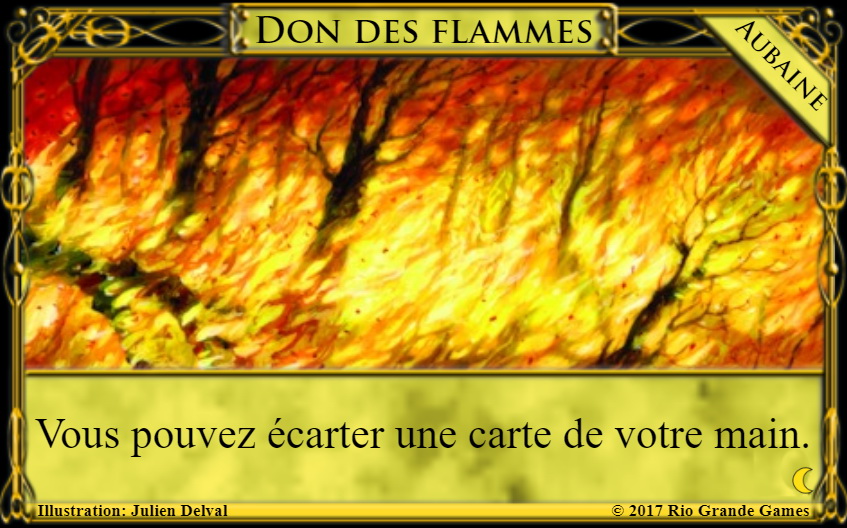 Don des flammes
Aubaine
Vous pouvez écarter une carte de votre main.
Illustration: Julien Delval
© 2017 Rio Grande Games